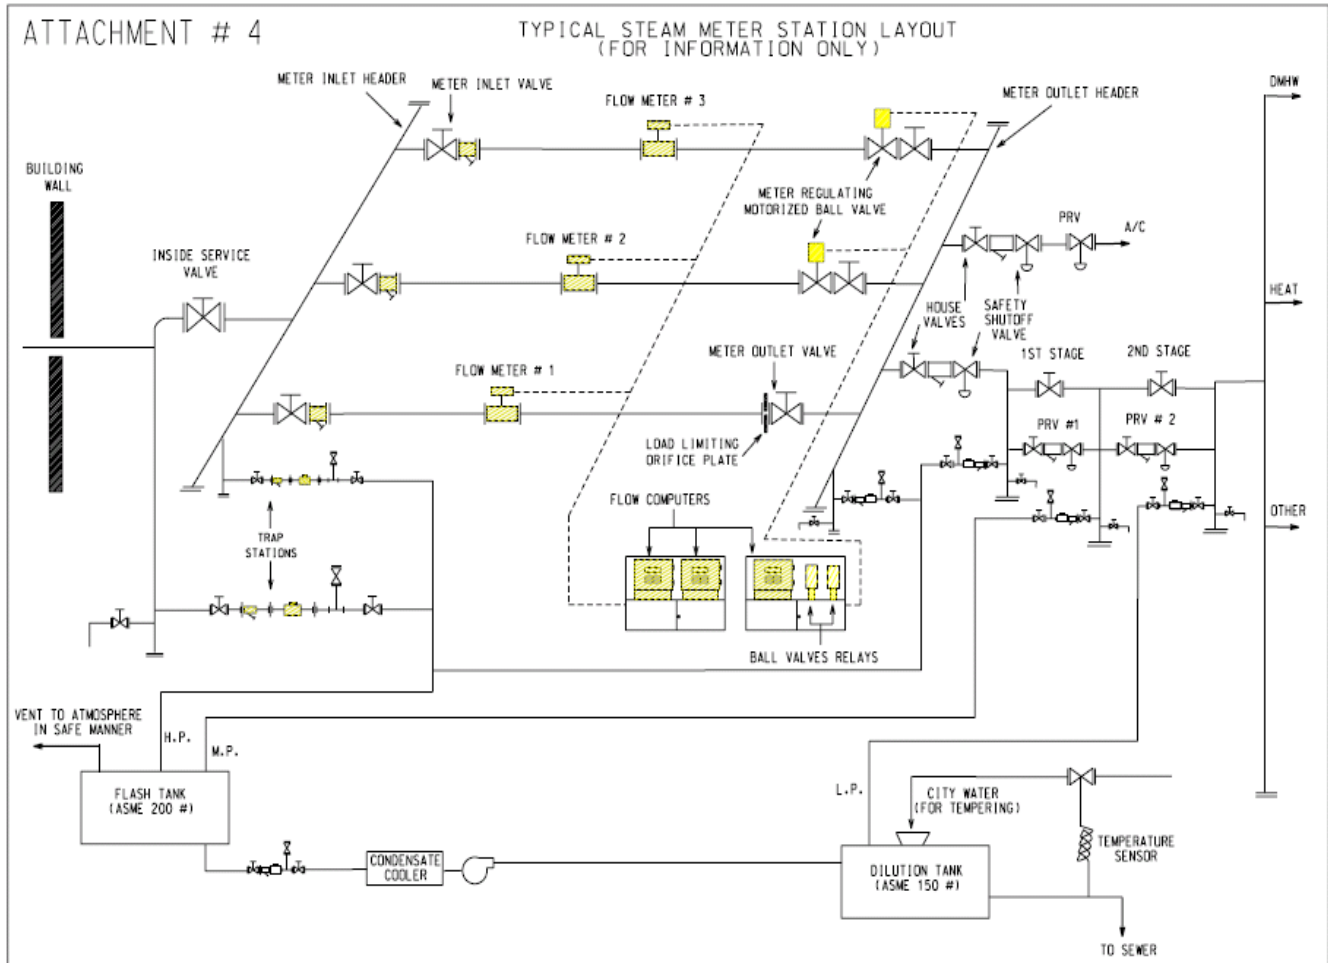 ATTACHMENT # 4
TYPICAL STEAM METER STATION LAYOUT
(FOR INFORMATION ONLY)
METER INLET HEADER
METER INLET VALVE
FLOW METER # 3
METER OUTLET HEADER
DMHW
BUILDING
WALL
METER REGULATING
MOTORIZED BALL VALVE
PRV
A/C
INSIDE SERVICE
VALVE
FLOW METER # 2
HEAT
HOUSE
VALVES
SAFETY
SHUTOFF
VALVE
METER OUTLET VALVE
1ST STAGE
2ND STAGE
FLOW METER # 1
LOAD LIMITING
ORIFICE PLATE
PRV #1
PRV # 2
FLOW COMPUTERS
OTHER
TRAP
STATIONS
BALL VALVES RELAYS
VENT TO ATMOSPHERE
IN SAFE MANNER
H.P.
M.P.
L.P.
FLASH TANK
(ASME 200 #)
CITY WATER
(FOR TEMPERING)
TEMPERATURE
SENSOR
CONDENSATE
COOLER
DILUTION TANK
(ASME 150 #)
TO SEWER